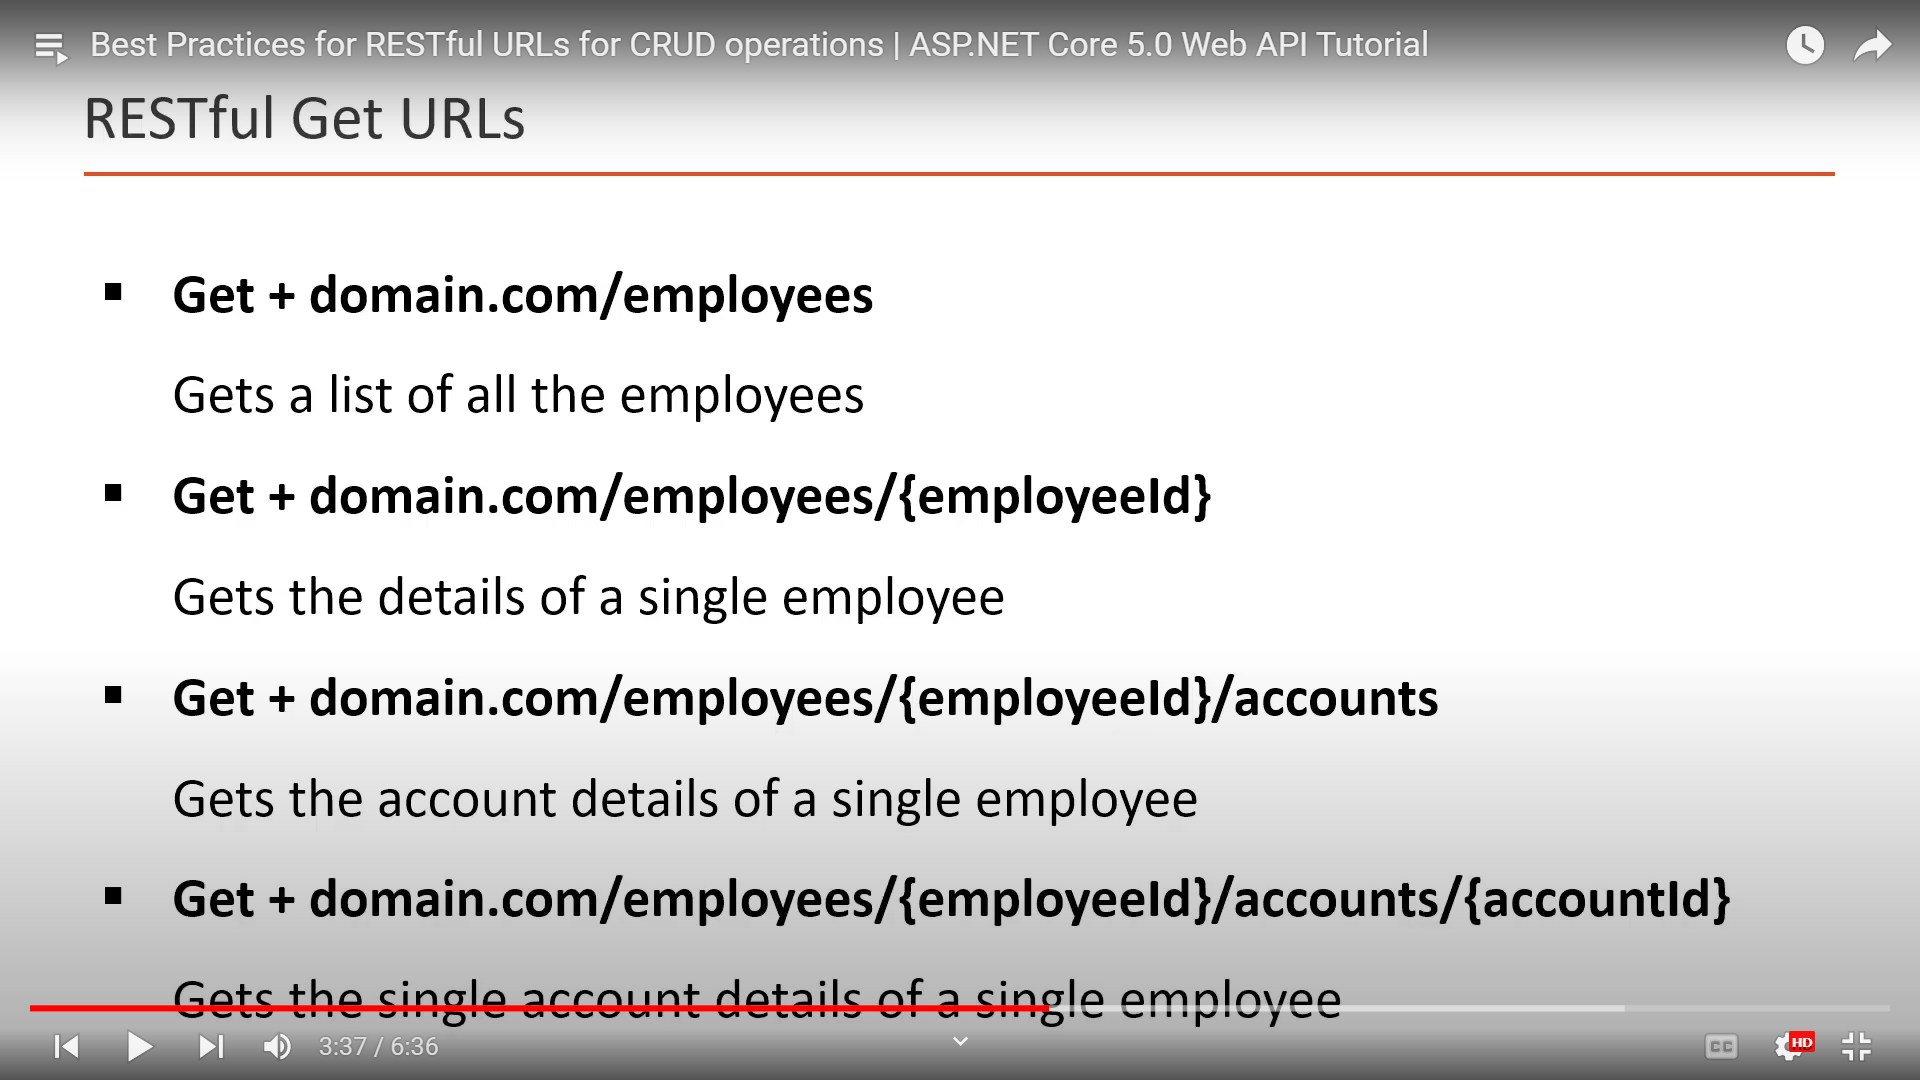 Best Practices for RESTful URLs for CRUD operations | ASP.NET Core 5.0 Web API Tutorial
RESTful Get URLs
▪ Get + domain.com/employees
Gets a list of all the employees
▪ Get + domain.com/employees/{employeeId}
Gets the details of a single employee
▪ Get + domain.com/employees/{employeeId}/accounts
Gets the account details of a single employee
▪ Get + domain.com/employees/{employeeId}/accounts/{accountId}
Gets the single account details of a single employee
3:37 / 6:36
CC
HD